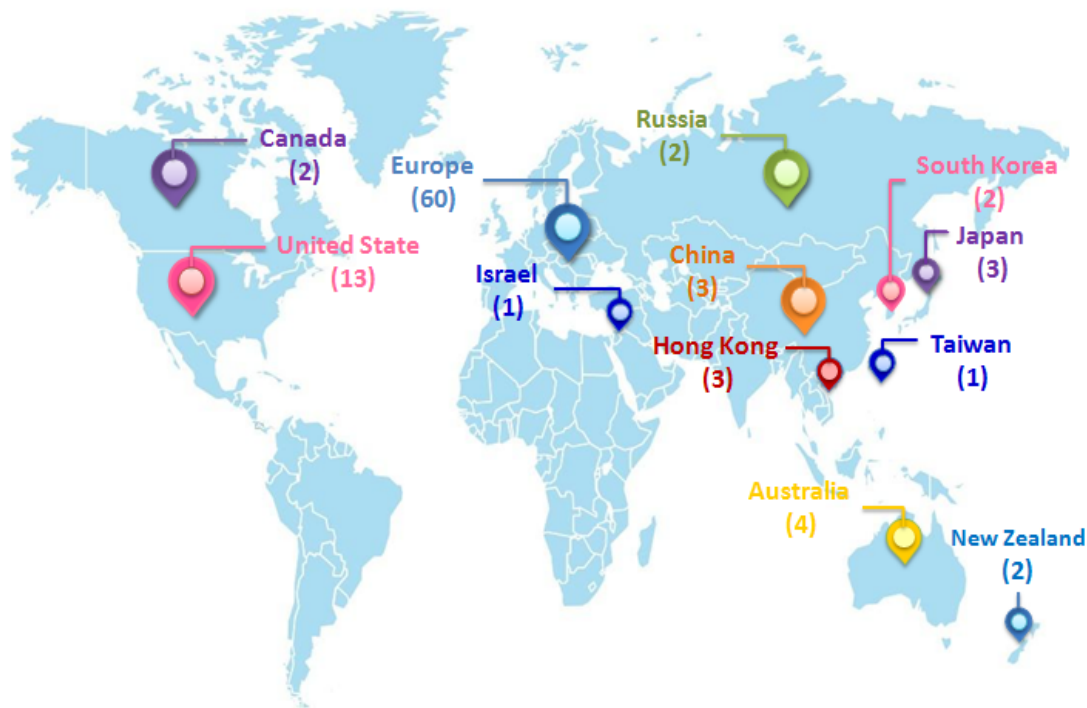 Canada
(2)
Europe
(60)
Russia
(2)
South Korea
(2)
United State
(13)
China
(3)
Japan
(3)
Israel
(1)
Hong Kong
(3)
Taiwan
(1)
Australia
(4)
New Zealand
(2)